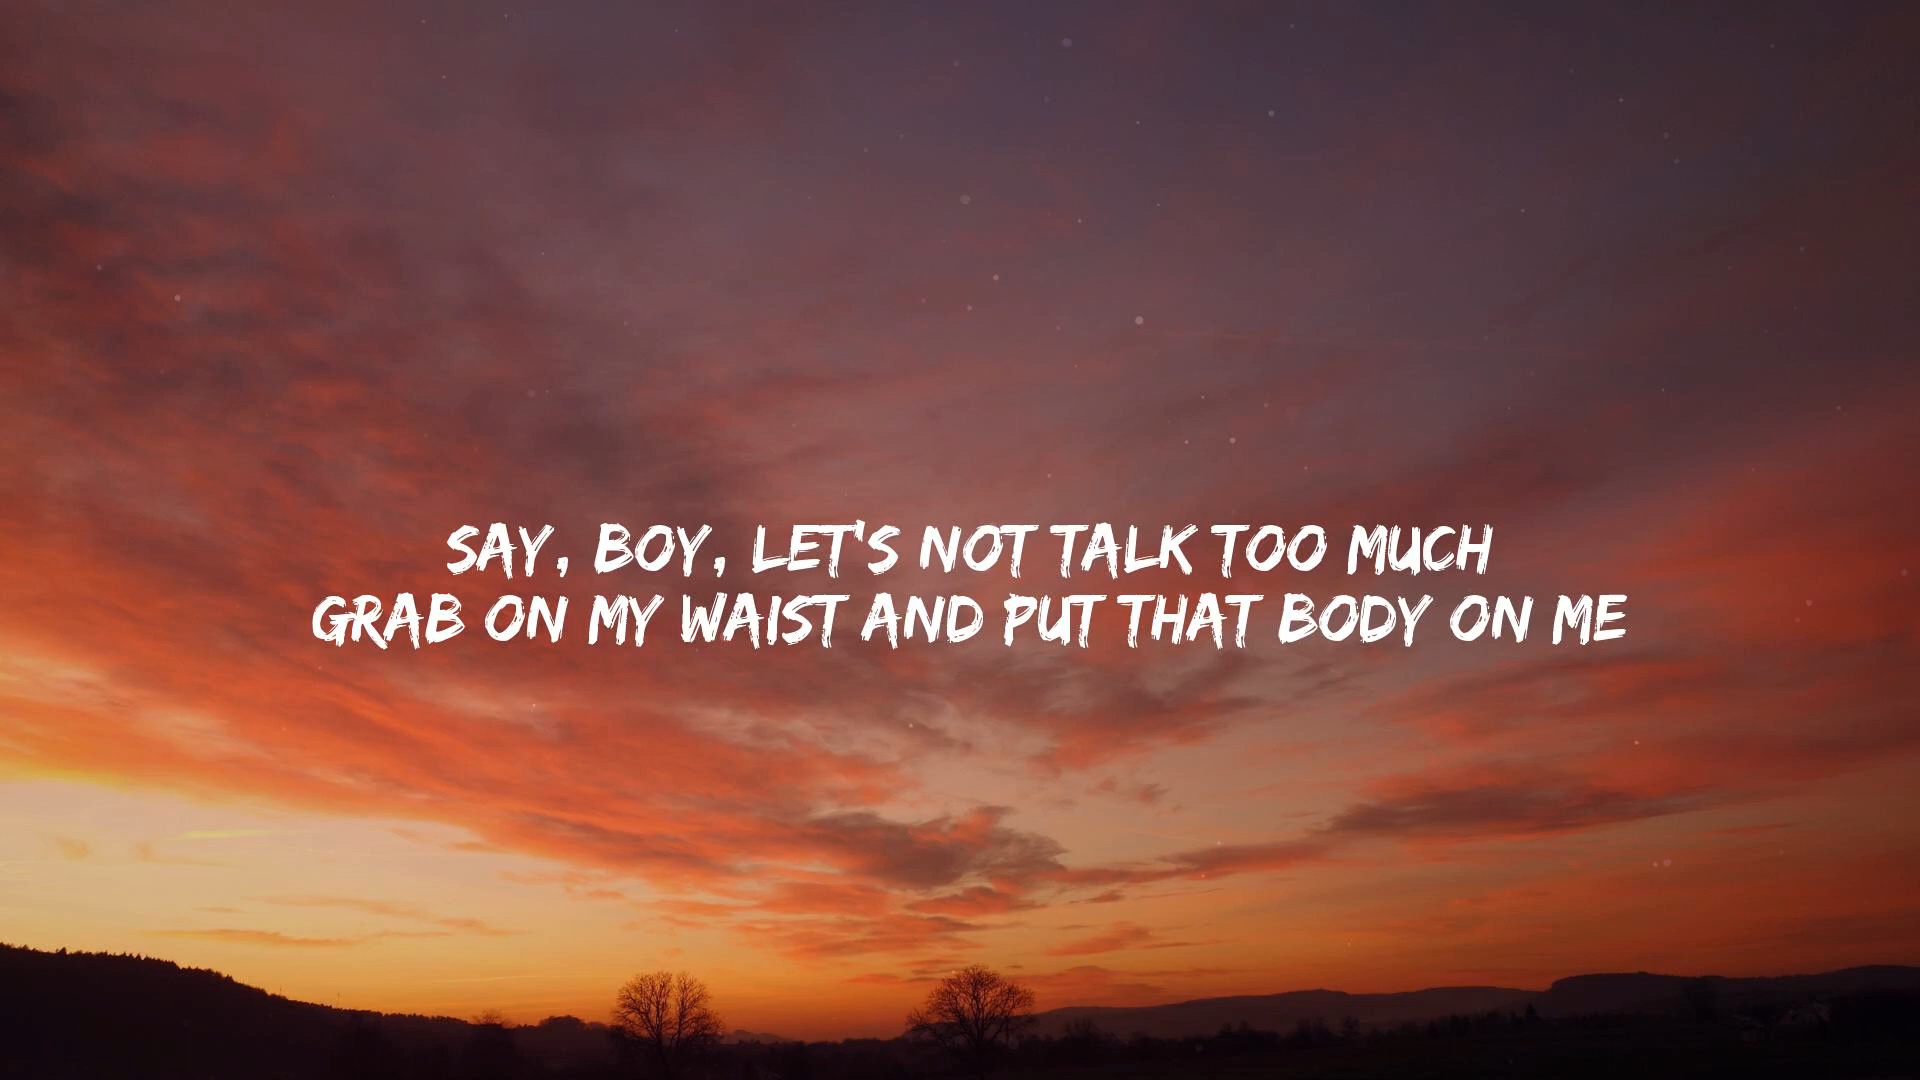 SAY, BOY, LET'S NOT TALK TOO MUCH
GRAB ON MY WAIST AND PUT THAT BODY ON ME